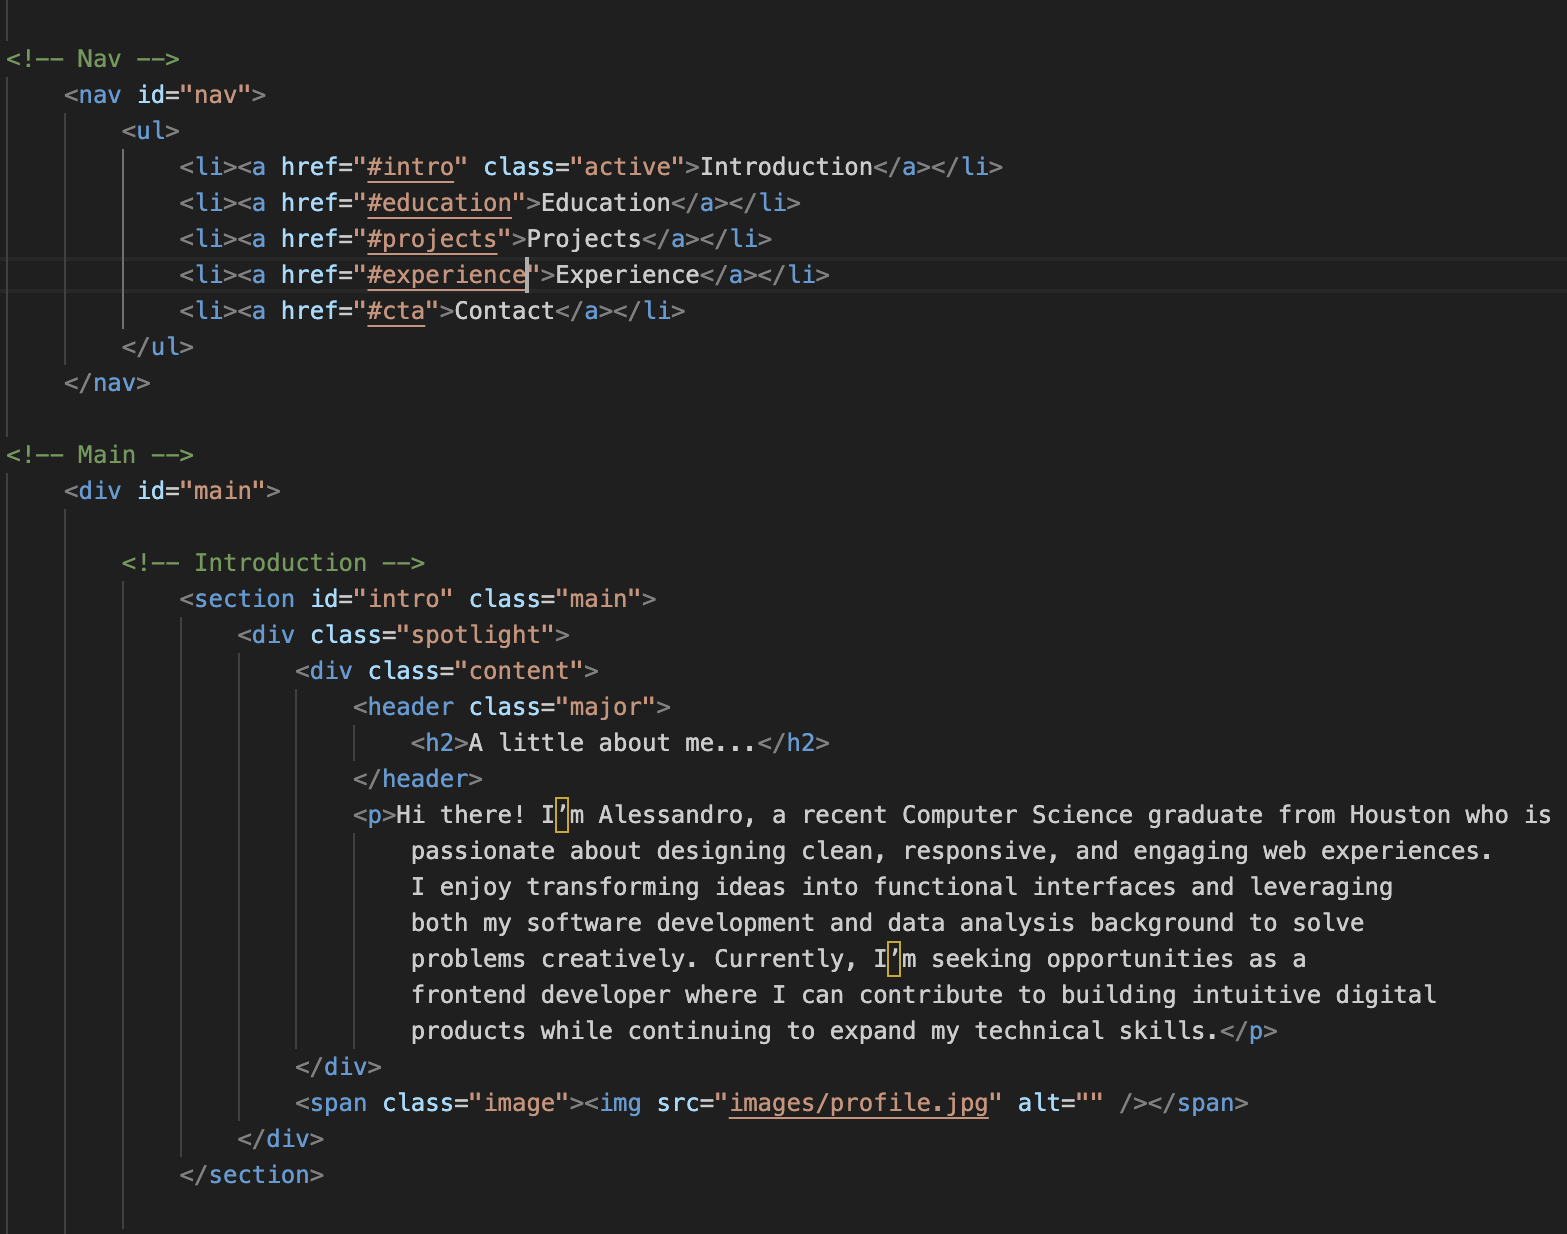 <!-- Nav -->
<nav id="nav">
<ul>
<li><a href="#intro" class="active">Introduction</a></li>
<li><a href="#education">Education</a></li>
<li><a href="#projects">Projects</a></li>
<li><a href="#experience">Experience</a></li>
<li><a href="#cta">Contact</a></li>
</ul>
</nav>
<!-- Main -->
<div id="main">
<!-- Introduction -->
<section id="intro" class="main">
<div class="spotlight">
<div class="content">
<header class="major">
<h2>A little about me...</h2>
</header>
<p>Hi there! I’m Alessandro, a recent Computer Science graduate from Houston who is
passionate about designing clean, responsive, and engaging web experiences.
I enjoy transforming ideas into functional interfaces and leveraging
both my software development and data analysis background to solve
problems creatively. Currently, I’m seeking opportunities as a
frontend developer where I can contribute to building intuitive digital
products while continuing to expand my technical skills.</p>
</div>
<span class="image"><img src="images/profile.jpg" alt="" /></span>
</div>
</section>